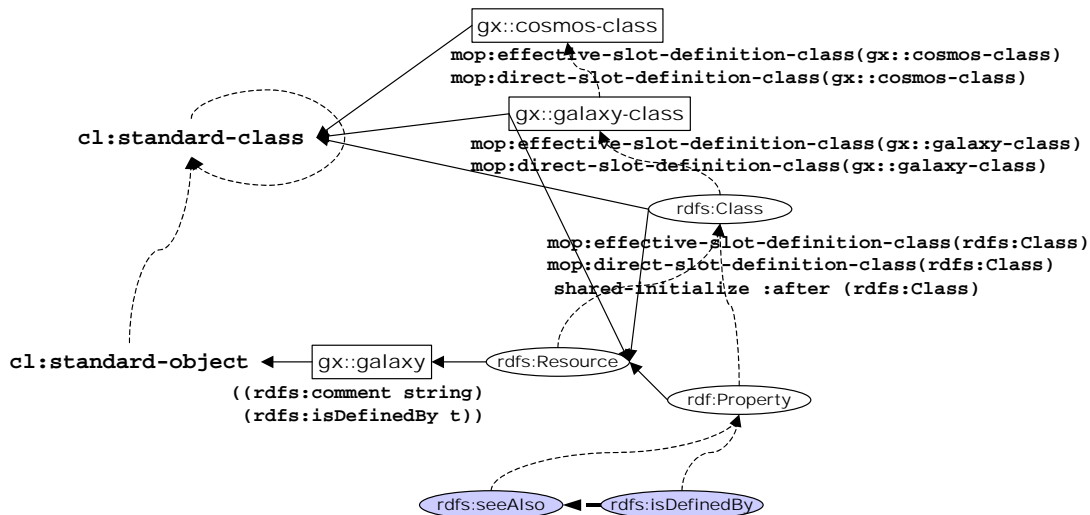 gx::cosmos-class
mop:effective-slot-definition-class(gx::cosmos-class)
mop:direct-slot-definition-class(gx::cosmos-class)
gx::galaxy-class
cl:standard-class
mop:effective-slot-definition-class(gx::galaxy-class)
mop:direct-slot-definition-class(gx::galaxy-class)
rdfs:Class
mop:effective-slot-definition-class(rdfs:Class)
mop:direct-slot-definition-class(rdfs:Class)
shared-initialize :after (rdfs:Class)
cl:standard-object
gx::galaxy
rdfs:Resource
((rdfs:comment string)
(rdfs:isDefinedBy t))
rdf:Property
rdfs:seeAlso
rdfs:isDefinedBy